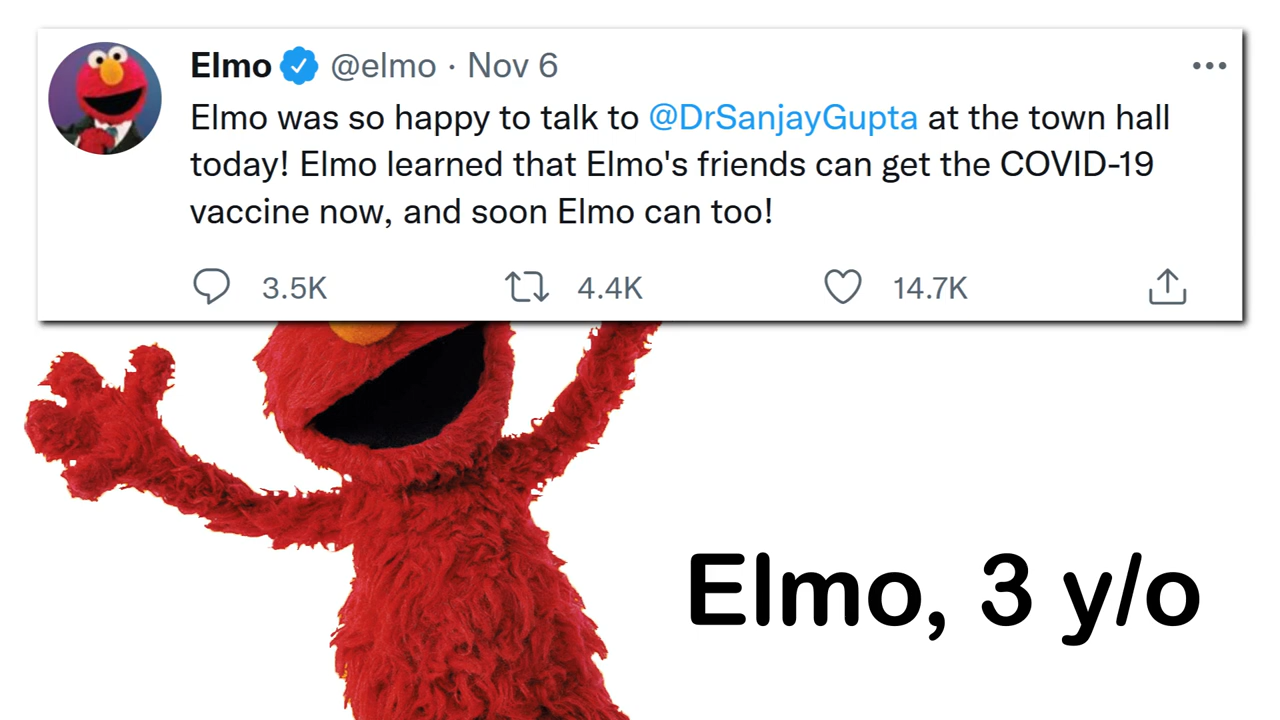 Elmo @elmo · Nov 6
Elmo was so happy to talk to @DrSanjayGupta at the town hall
today! Elmo learned that Elmo's friends can get the COVID-19
vaccine now, and soon Elmo can too!
3.5K 4.4K 14.7K
Elmo, 3 y/o